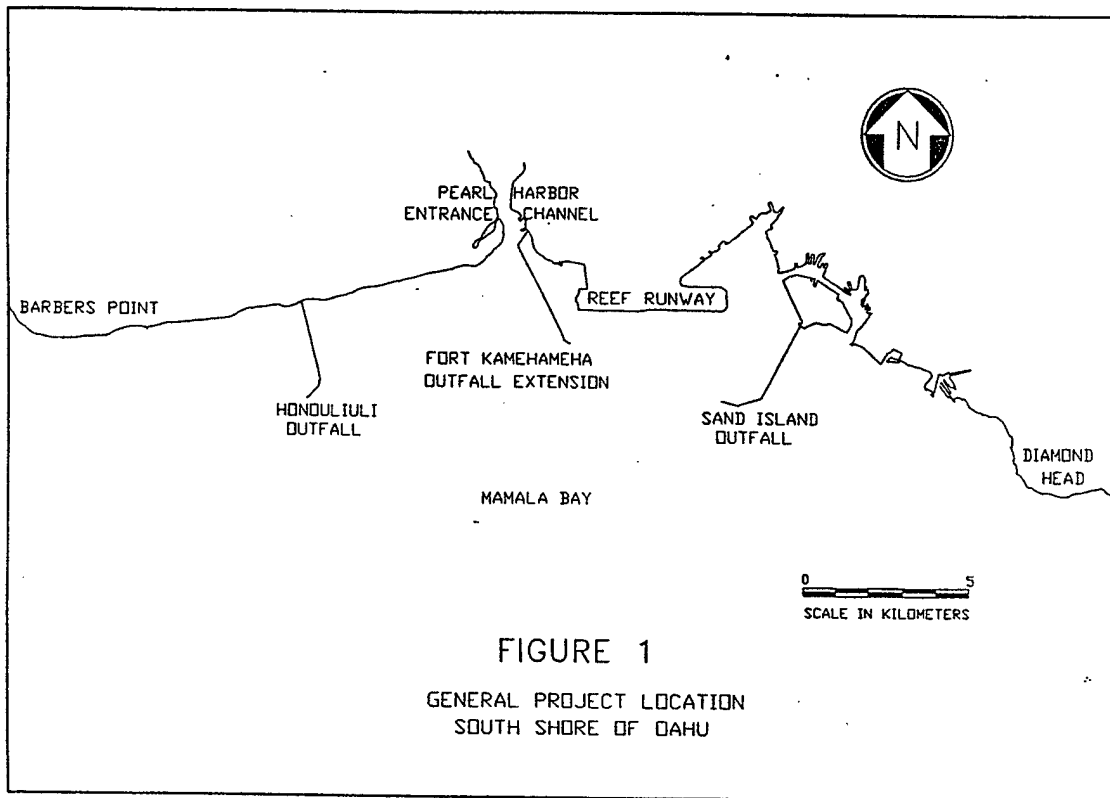 N
PEARL HARBOR
ENTRANCE CHANNEL
BARBERS POINT
REEF RUNWAY
FORT KAMEHAMEHA
OUTFALL EXTENSION
HONOULIULI
OUTFALL
SAND ISLAND
OUTFALL
DIAMOND
HEAD
MAMALA BAY
0 5
SCALE IN KILOMETERS
FIGURE 1
GENERAL PROJECT LOCATION
SOUTH SHORE OF OAHU